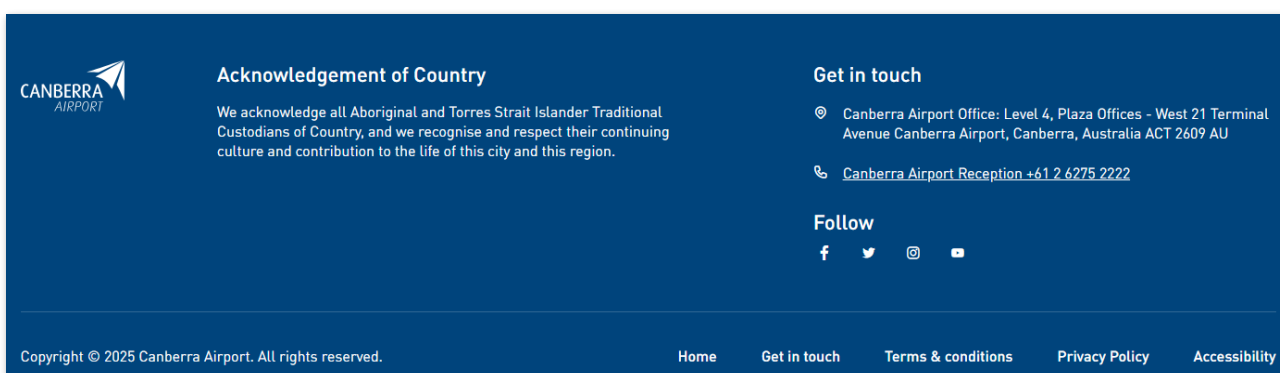 CANBERRA
AIRPORT
Acknowledgement of Country
We acknowledge all Aboriginal and Torres Strait Islander Traditional
Custodians of Country, and we recognise and respect their continuing
culture and contribution to the life of this city and this region.
Get in touch
Canberra Airport Office: Level 4, Plaza Offices - West 21 Terminal
Avenue Canberra Airport, Canberra, Australia ACT 2609 AU
Canberra Airport Reception +61 2 6275 2222
Follow
Copyright © 2025 Canberra Airport. All rights reserved.
Home Get in touch Terms & conditions Privacy Policy Accessibility